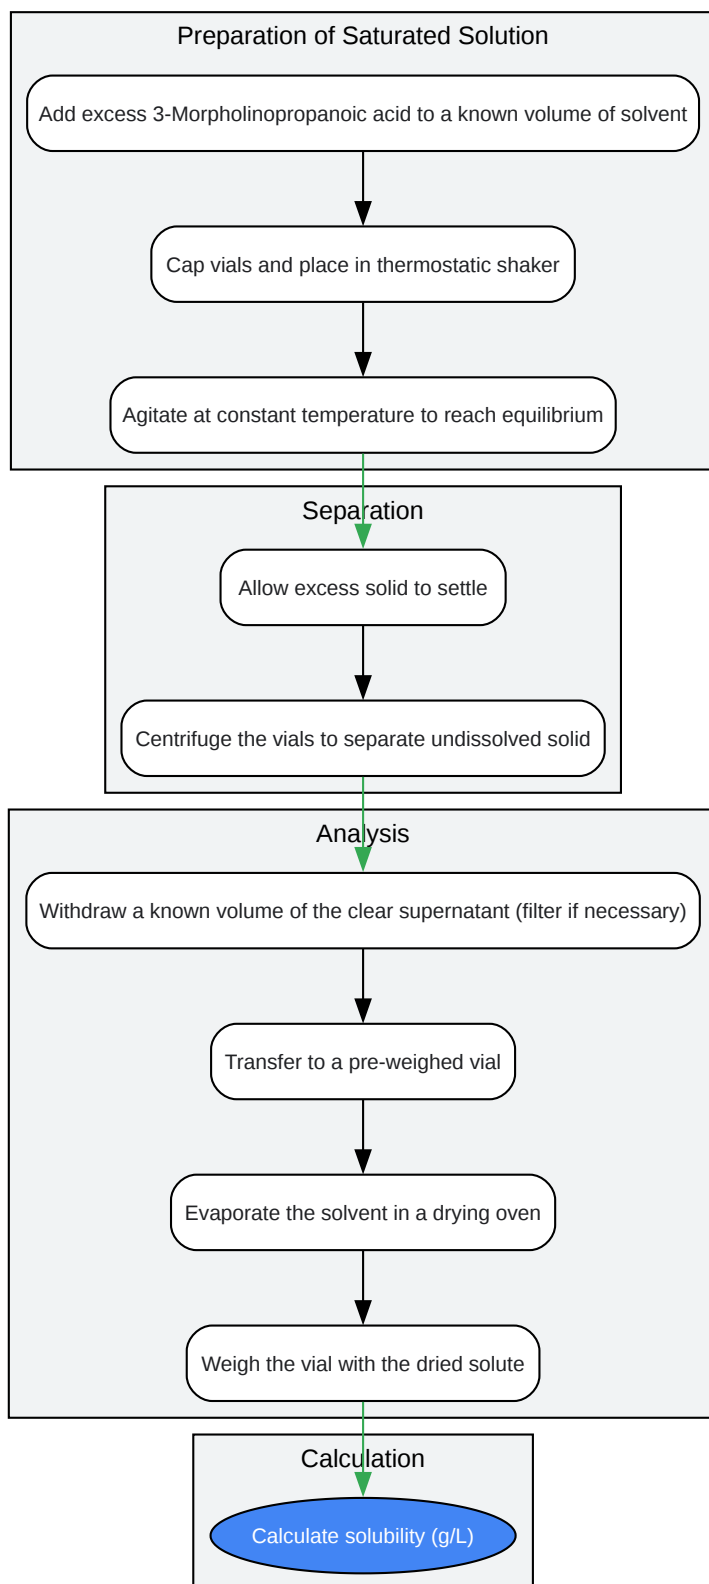 Preparation of Saturated Solution
Add excess 3-Morpholinopropanoic acid to a known volume of solvent
Cap vials and place in thermostatic shaker
Agitate at constant temperature to reach equilibrium
Separation
Allow excess solid to settle
Centrifuge the vials to separate undissolved solid
Analysis
Withdraw a known volume of the clear supernatant (filter if necessary)
Transfer to a pre-weighed vial
Evaporate the solvent in a drying oven
Weigh the vial with the dried solute
Calculation
Calculate solubility (g/L)